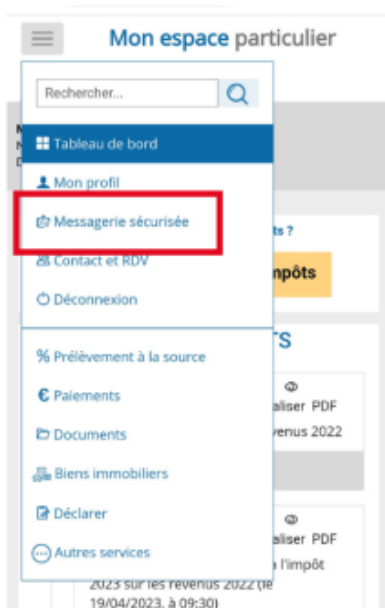 Mon espace particulier
Rechercher...
Tableau de bord
Mon profil
Messagerie sécurisée
ts ?
Contact et RDV
mpôts
Déconnexion
TS
% Prélèvement à la source
€ Paiements
aliser PDF
Documents
venus 2022
Biens immobiliers
Déclarer
aliser PDF
Autres services
l'impôt
2023 sur les revenus 2022 (le
19/04/2023, à 09:30)